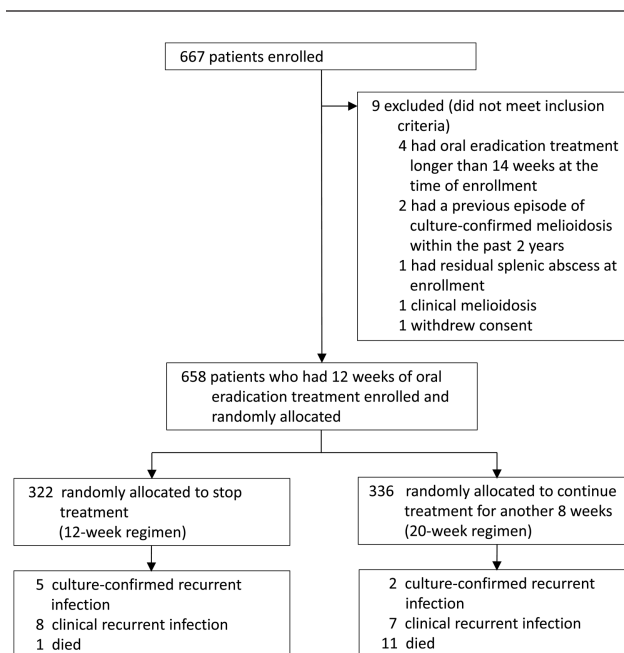 667 patients enrolled
9 excluded (did not meet inclusion
criteria)
4 had oral eradication treatment
longer than 14 weeks at the
time of enrollment
2 had a previous episode of
culture-confirmed melioidosis
within the past 2 years
1 had residual splenic abscess at
enrollment
1 clinical melioidosis
1 withdrew consent
658 patients who had 12 weeks of oral
eradication treatment enrolled and
randomly allocated
322 randomly allocated to stop
treatment
(12-week regimen)
336 randomly allocated to continue
treatment for another 8 weeks
(20-week regimen)
5 culture-confirmed recurrent
infection
8 clinical recurrent infection
1 died
2 culture-confirmed recurrent
infection
7 clinical recurrent infection
11 died